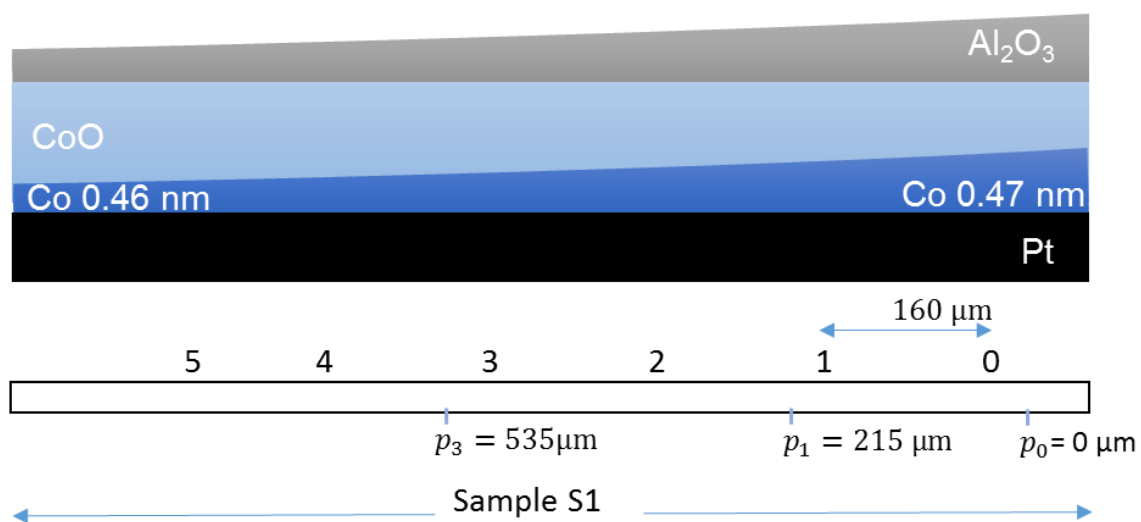 Al₂O₃
CoO
Co 0.46 nm
Co 0.47 nm
Pt
160 μm
5 4 3 2 1 0
p₃ = 535μm
p₁ = 215 μm
p₀= 0 μm
Sample S1